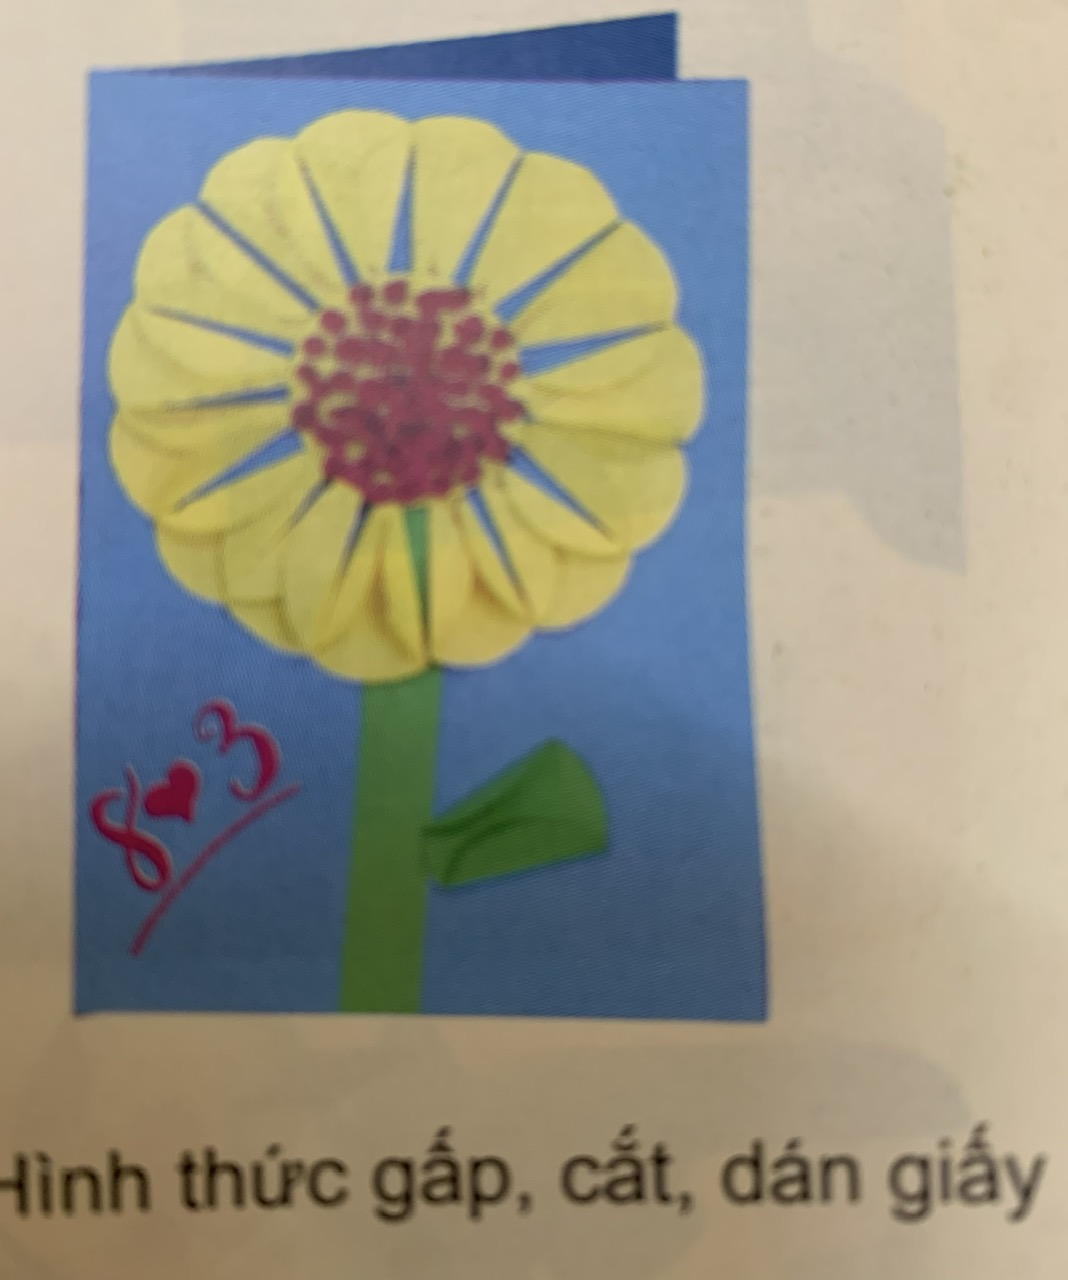 8♥3
Hình thức gấp, cắt, dán giấy